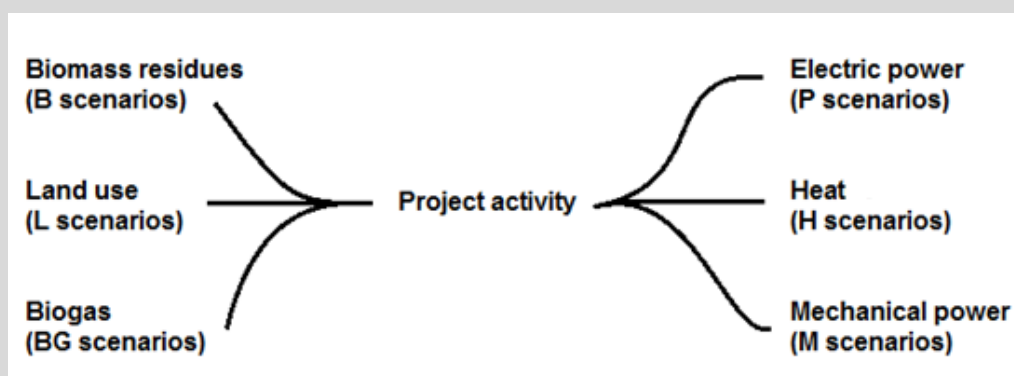 Biomass residues
(B scenarios)
Land use
(L scenarios)
Biogas
(BG scenarios)
Project activity
Electric power
(P scenarios)
Heat
(H scenarios)
Mechanical power
(M scenarios)